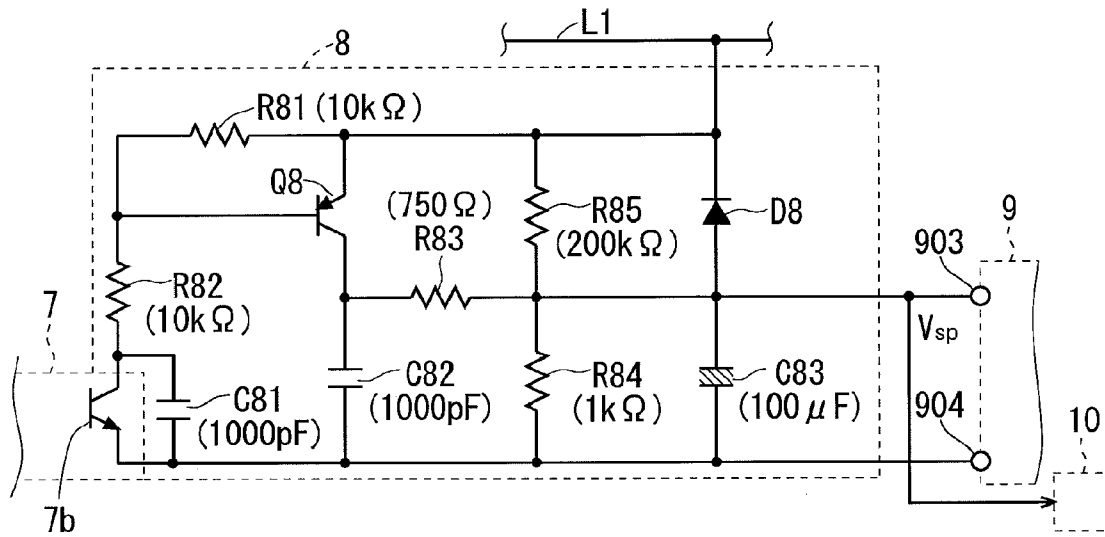 L1
8
R81 (10kΩ)
Q8
(750Ω)
R83
R85
(200kΩ)
D8
903
9
7
R82
(10kΩ)
Vsp
C82
(1000pF)
R84
(1kΩ)
C83
(100μF)
904
10
C81
(1000pF)
7b